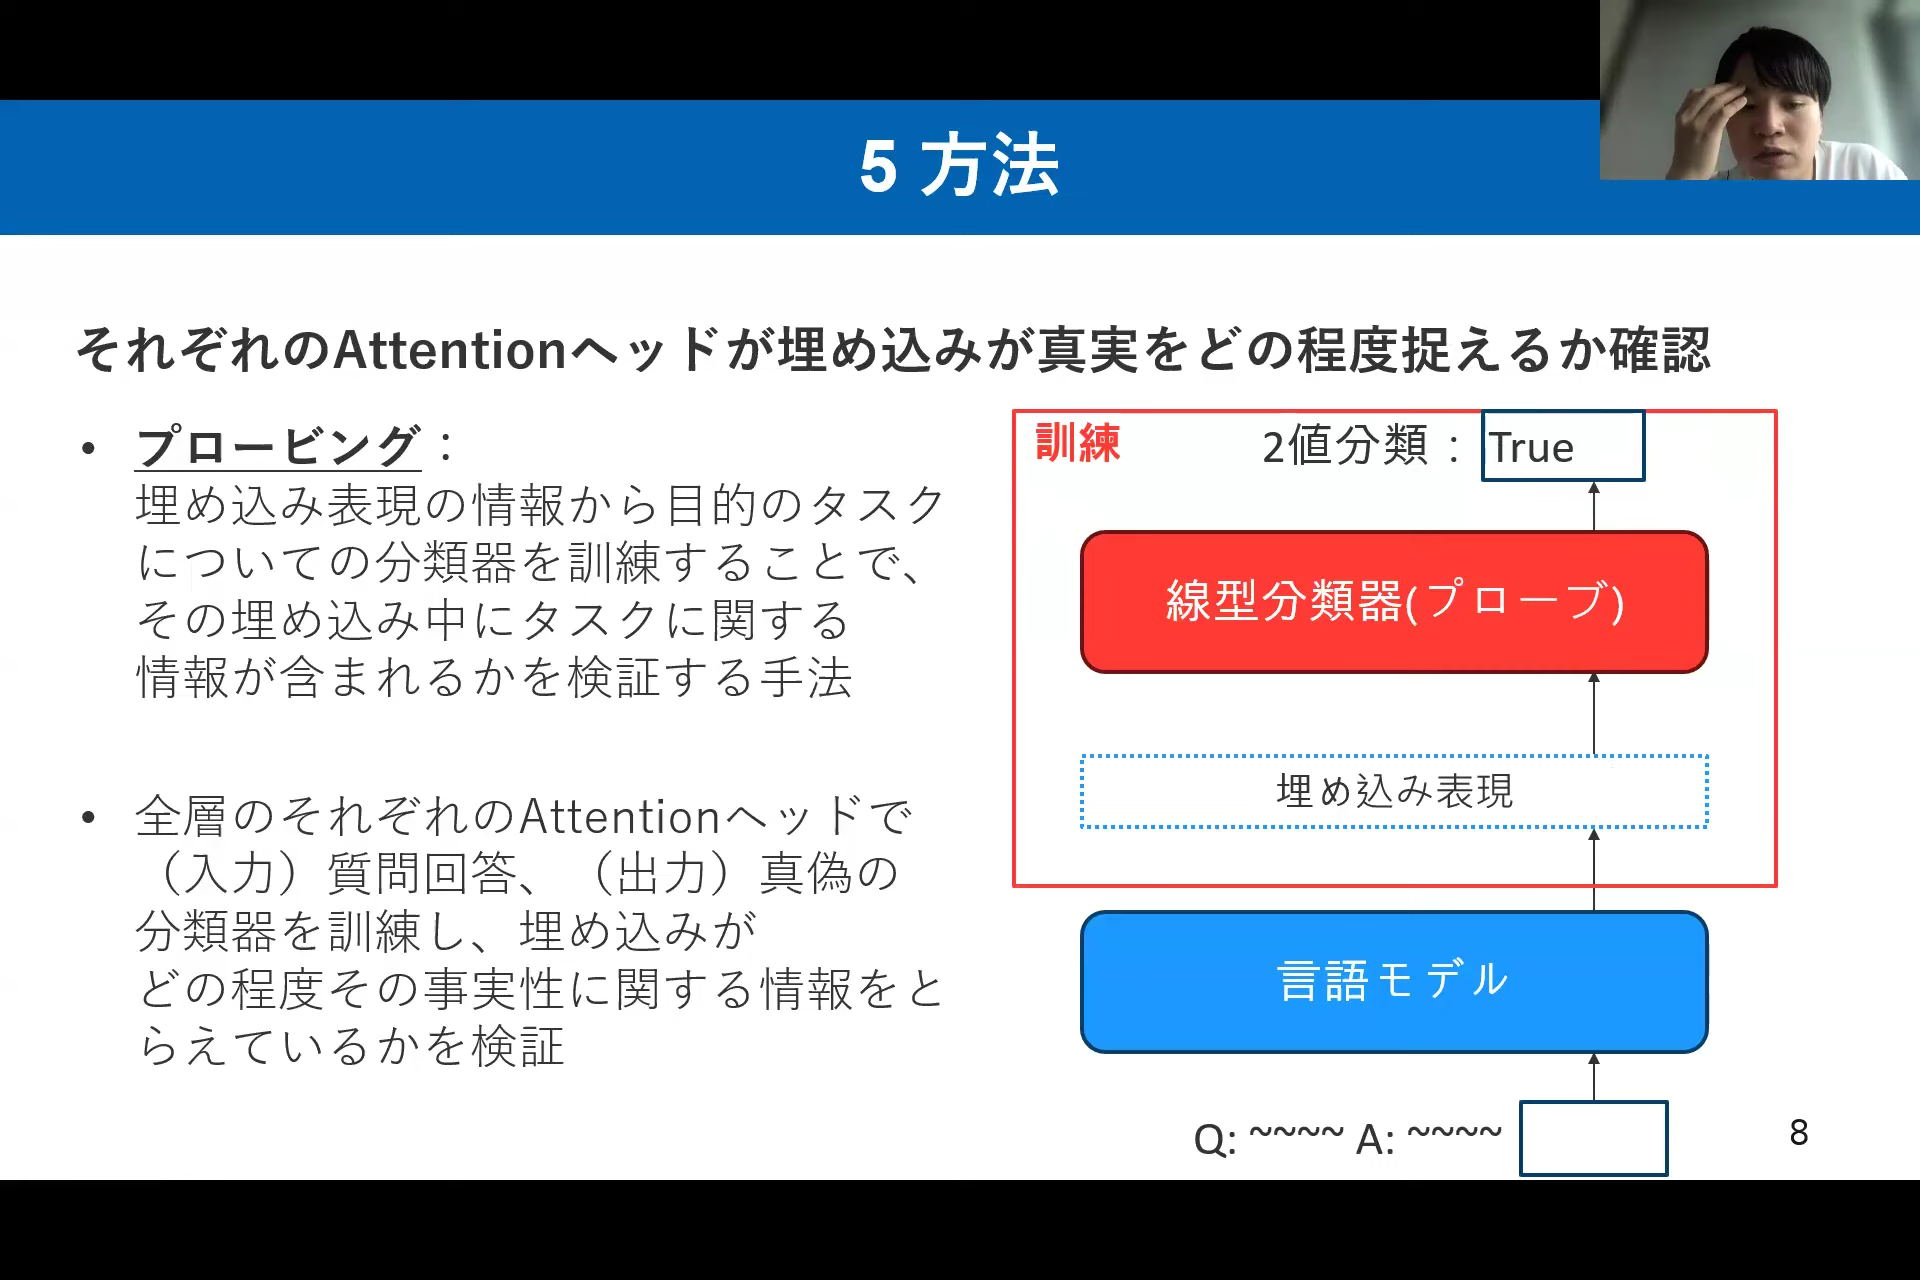 5 方法
それぞれのAttentionヘッドが埋め込みが真実をどの程度捉えるか確認
• プロービング：
埋め込み表現の情報から目的のタスク
についての分類器を訓練することで、
その埋め込み中にタスクに関する
情報が含まれるかを検証する手法
• 全層のそれぞれのAttentionヘッドで
（入力）質問回答、（出力）真偽の
分類器を訓練し、埋め込みが
どの程度その事実性に関する情報をと
らえているかを検証
訓練
2値分類： True
線型分類器(プローブ)
埋め込み表現
言語モデル
Q: ~~~~ A: ~~~~
8